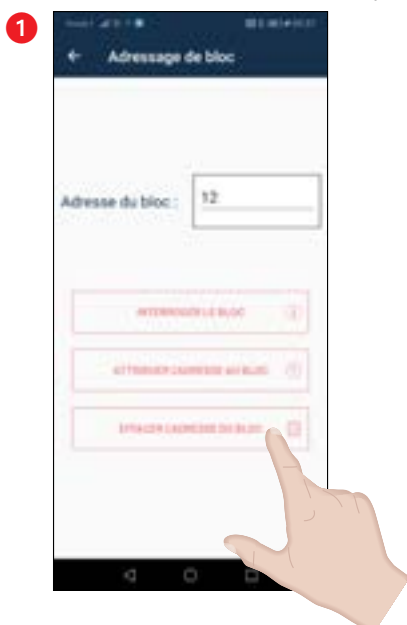 1
Adressage de bloc
Adresse du bloc : 12
INTERROGER LE BLOC
ATTRIBUER L'ADRESSE AU BLOC
EFFACER L'ADRESSE DU BLOC